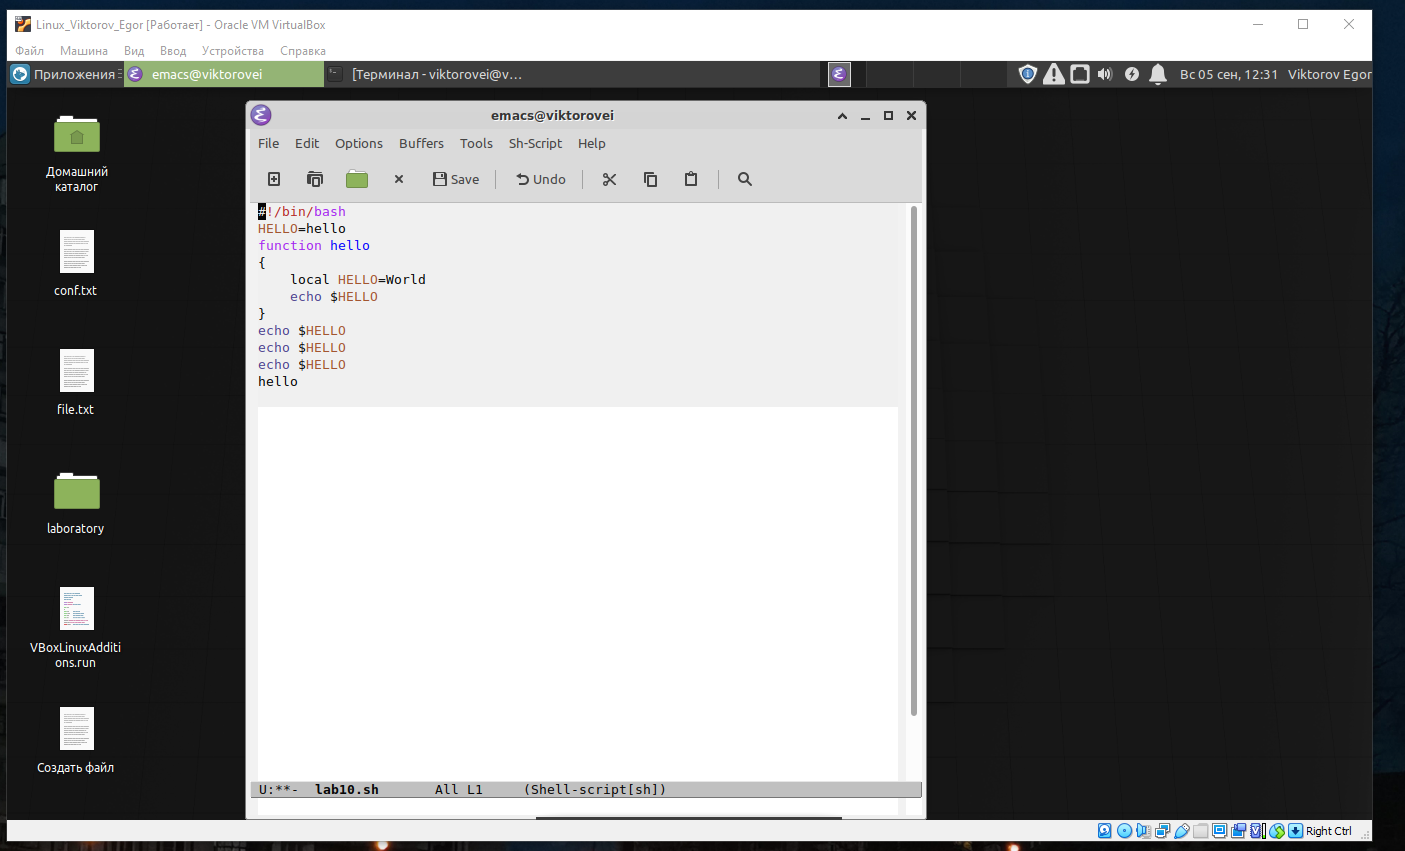 Linux_Viktorov_Egor [Работает] - Oracle VM VirtualBox
Файл Машина Вид Ввод Устройства Справка
Приложения emacs@viktorovei [Терминал - viktorovei@v... Вс 05 сен, 12:31 Viktorov Egor
Домашний
каталог
conf.txt
file.txt
laboratory
VBoxLinuxAdditi
ons.run
Создать файл
emacs@viktorovei
File Edit Options Buffers Tools Sh-Script Help
Save Undo
#!/bin/bash
HELLO=hello
function hello
{
    local HELLO=World
    echo $HELLO
}
echo $HELLO
echo $HELLO
echo $HELLO
hello
U:**- lab10.sh All L1 (Shell-script[sh])
Right Ctrl